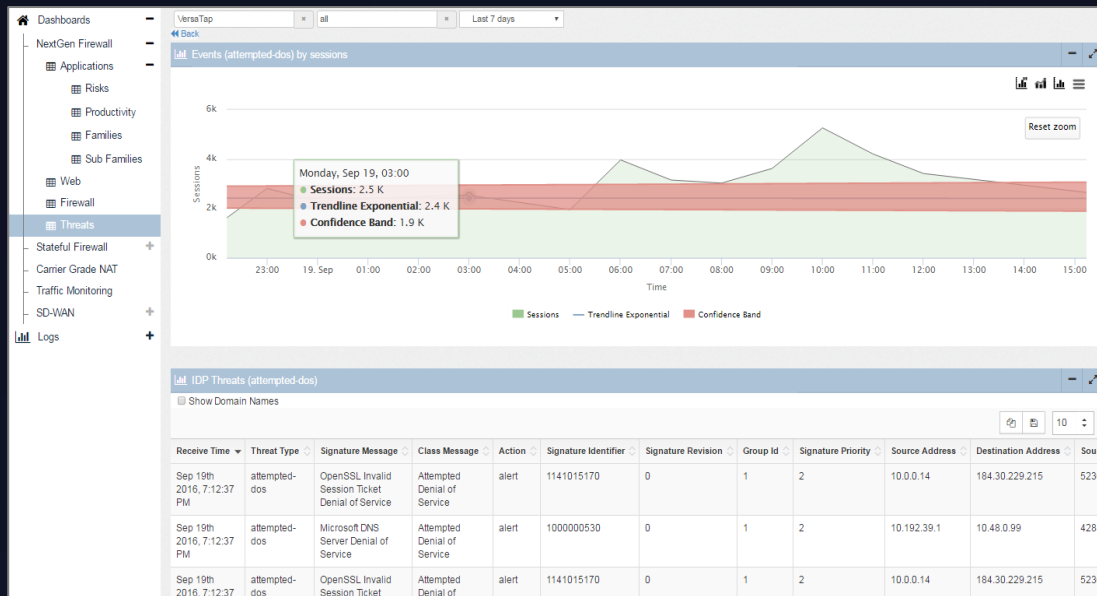 Dashboards
NextGen Firewall
Applications
Risks
Productivity
Families
Sub Families
Web
Firewall
Threats
Stateful Firewall
Carrier Grade NAT
Traffic Monitoring
SD-WAN
Logs
VersaTap all Last 7 days
Back
Events (attempted-dos) by sessions
Reset zoom
6k
4k
2k
0k
Sessions
Monday, Sep 19, 03:00
Sessions: 2.5 K
Trendline Exponential: 2.4 K
Confidence Band: 1.9 K
23:00 19. Sep 01:00 02:00 03:00 04:00 05:00 06:00 07:00 08:00 09:00 10:00 11:00 12:00 13:00 14:00 15:00
Time
Sessions Trendline Exponential Confidence Band
IDP Threats (attempted-dos)
Show Domain Names
10
Receive Time Threat Type Signature Message Class Message Action Signature Identifier Signature Revision Group Id Signature Priority Source Address Destination Address Sou
Sep 19th attempted- OpenSSL Invalid Attempted alert 1141015170 0 1 2 10.0.0.14 184.30.229.215 523
2016, 7:12:37 dos Session Ticket Denial of
PM Denial of Service Service
Sep 19th attempted- Microsoft DNS Attempted alert 1000000530 0 1 2 10.192.39.1 10.48.0.99 428
2016, 7:12:37 dos Server Denial of Denial of
PM Service Service
Sep 19th attempted- OpenSSL Invalid Attempted alert 1141015170 0 1 2 10.0.0.14 184.30.229.215 523
2016, 7:12:37 dos Session Ticket Denial of